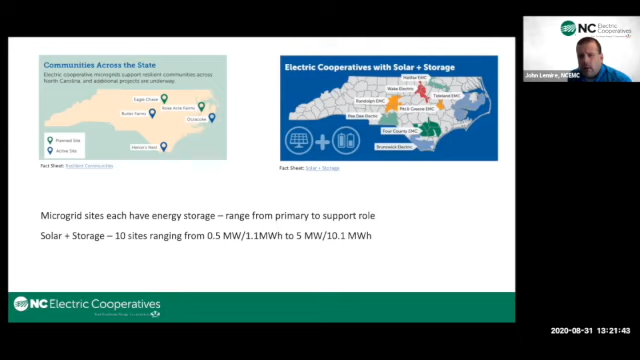 NC Electric
Cooperatives
John Lemire, NCEMC
Communities Across the State
Electric cooperative microgrids support resilient communities across
North Carolina, and additional projects are underway.
Eagle Chase
Rose Acre Farms
Butler Farms
Ocracoke
Heron's Nest
Planned Site
Active Site
Fact Sheet: Resilient Communities
Electric Cooperatives with Solar + Storage
Halifax EMC
Wake Electric
Randolph EMC
Tideland EMC
Pitt & Greene EMC
Pee Dee Electric
Four County EMC
Brunswick Electric
Fact Sheet: Solar + Storage
Microgrid sites each have energy storage – range from primary to support role
Solar + Storage – 10 sites ranging from 0.5 MW/1.1MWh to 5 MW/10.1 MWh
NC Electric Cooperatives
2020-08-31 13:21:43